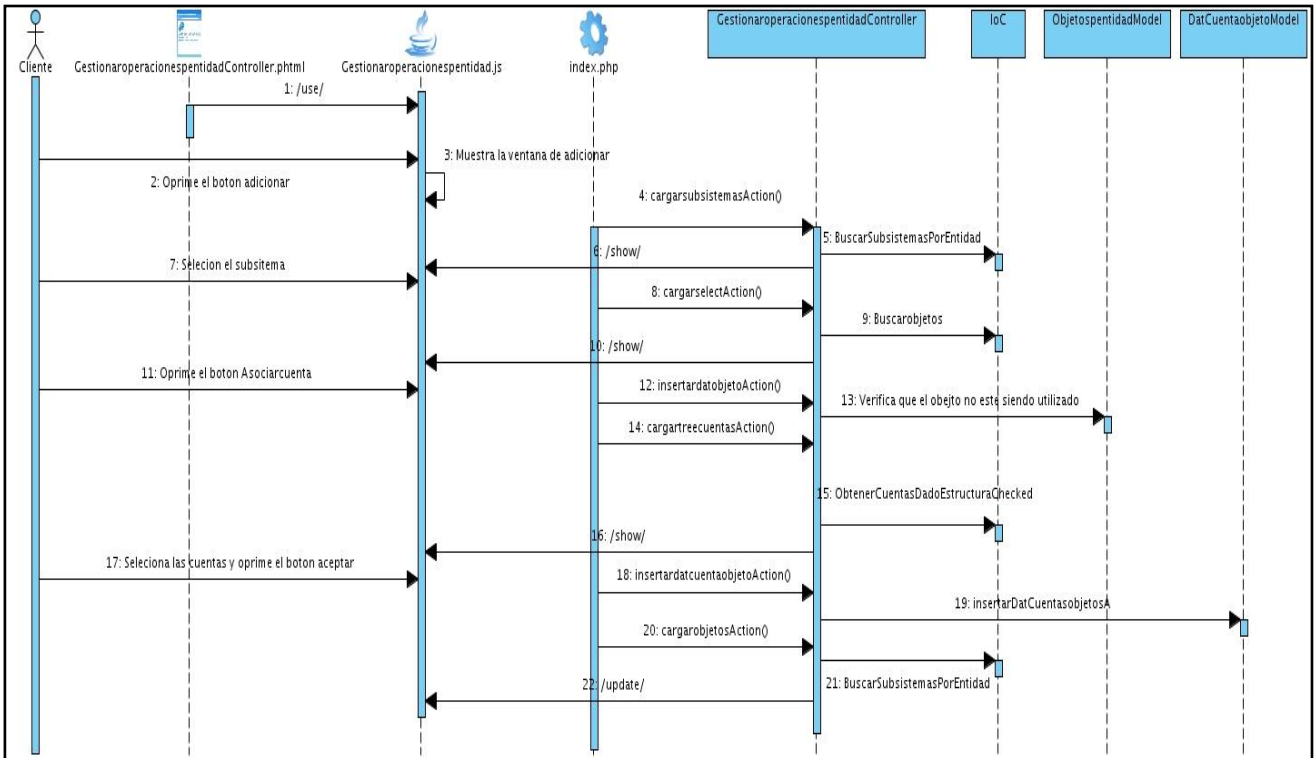 GestionaroperacionespentidadController
IoC
ObjetospentidadModel
DatCuentaobjetoModel
Cliente
GestionaroperacionespentidadController.phtml
Gestionaroperacionespentidad.js
index.php
1: /use/
3: Muestra la ventana de adicionar
2: Oprime el boton adicionar
4: cargarsubsistemasAction()
5: BuscarSubsistemasPorEntidad
6: /show/
7: Selecion el subsitema
8: cargarselectAction()
9: Buscarobjetos
10: /show/
11: Oprime el boton Asociarcuenta
12: insertardatobjetoAction()
13: Verifica que el obejto no este siendo utilizado
14: cargartreecuentasAction()
15: ObtenerCuentasDadoEstructuraChecked
16: /show/
17: Seleciona las cuentas y oprime el boton aceptar
18: insertardatcuentaobjetoAction()
19: insertarDatCuentasobjetosA
20: cargarobjetosAction()
22: /update/
21: BuscarSubsistemasPorEntidad